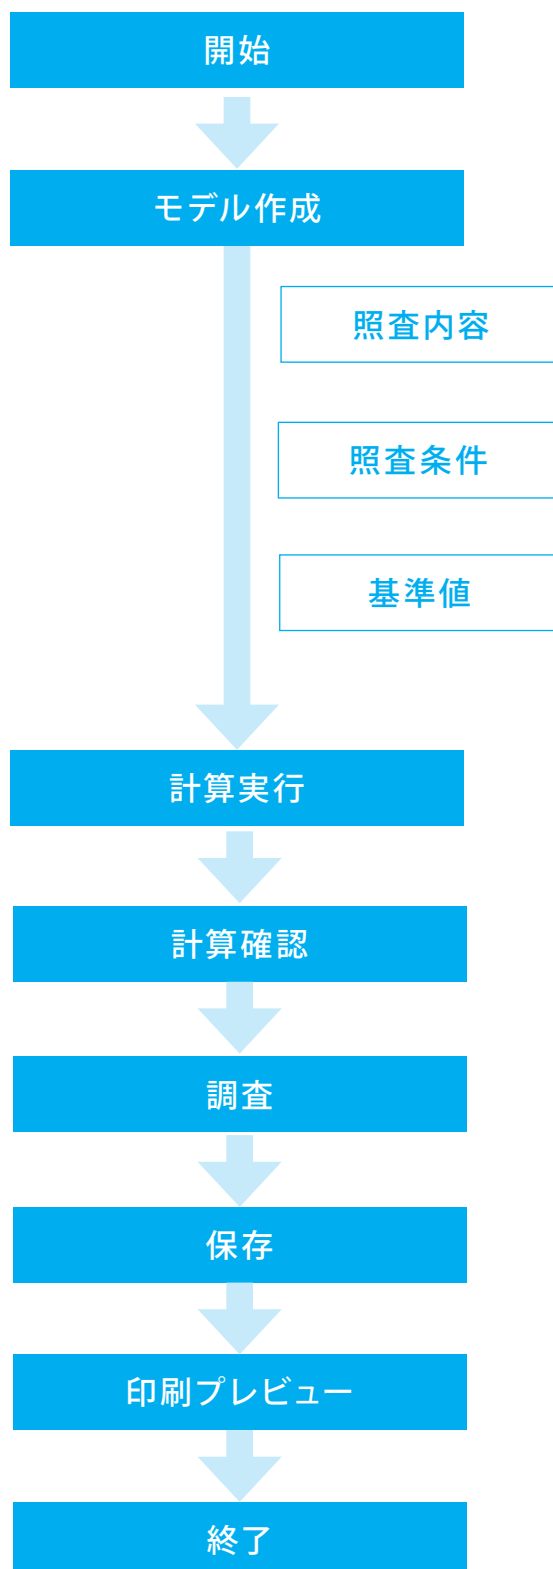 開始
モデル作成
照査内容
照査条件
基準値
計算実行
計算確認
調査
保存
印刷プレビュー
終了